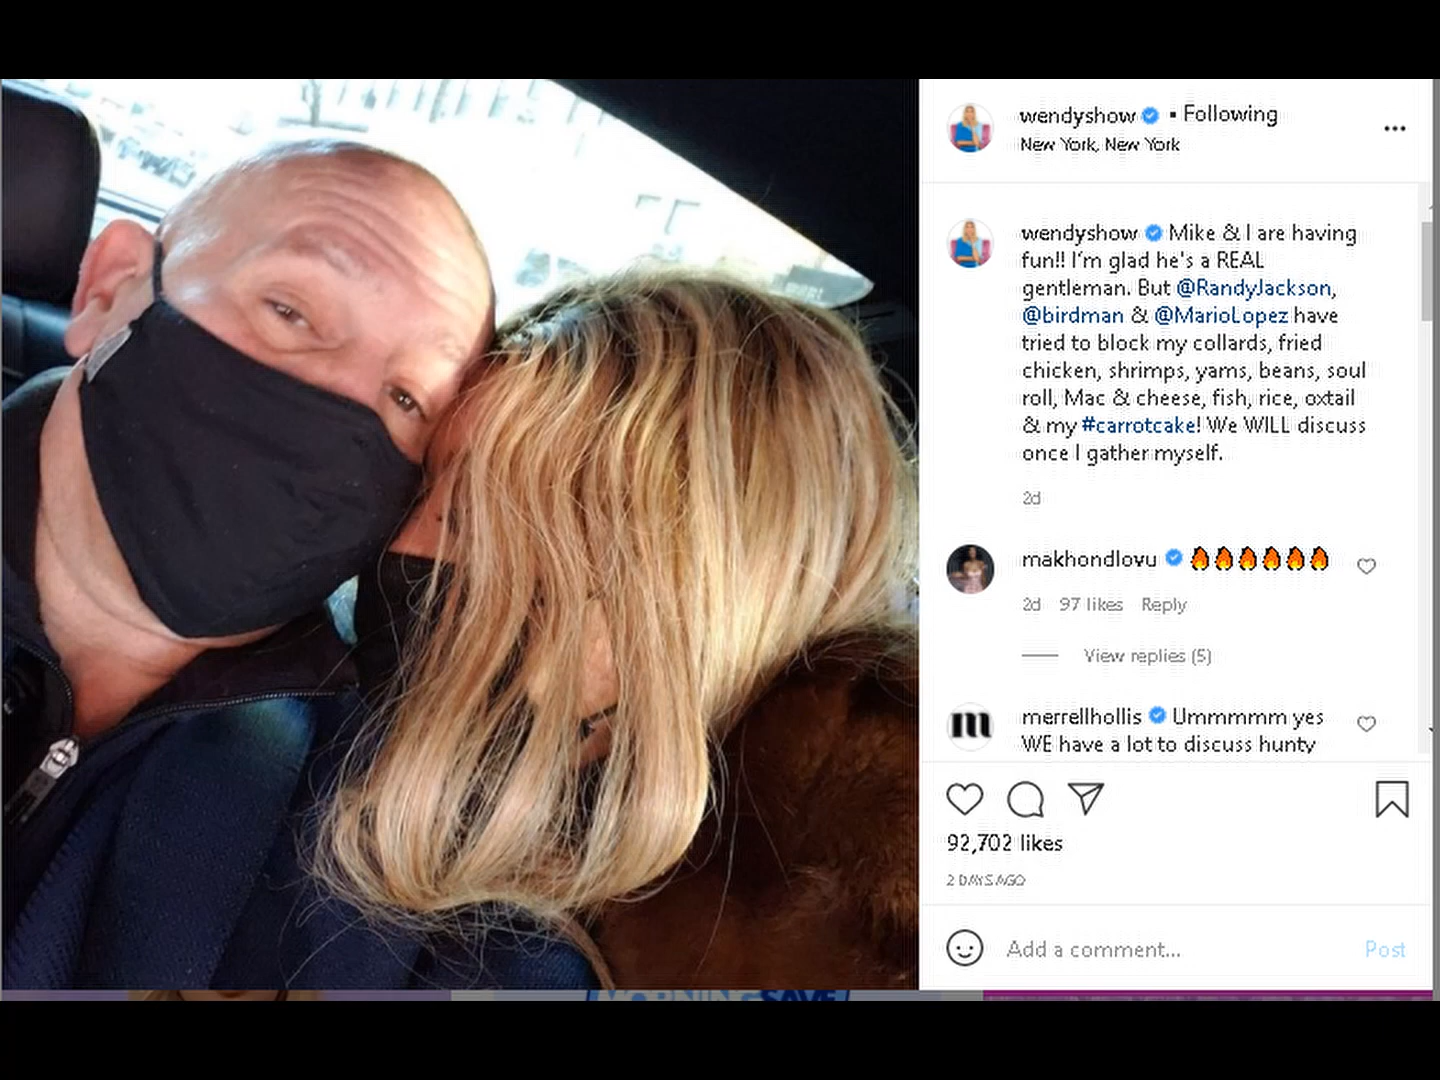 wendyshow • Following
New York, New York
wendyshow Mike & I are having
fun!! I'm glad he's a REAL
gentleman. But @RandyJackson,
@birdman & @MarioLopez have
tried to block my collards, fried
chicken, shrimps, yams, beans, soul
roll, Mac & cheese, fish, rice, oxtail
& my #carrotcake! We WILL discuss
once I gather myself.
2d
makhondlovu 🔥🔥🔥🔥🔥🔥
2d 97 likes Reply
View replies (5)
merrellhollis Ummmmm yes
WE have a lot to discuss hunty
92,702 likes
2 DAYS AGO
Add a comment... Post
MORNINGSAVE